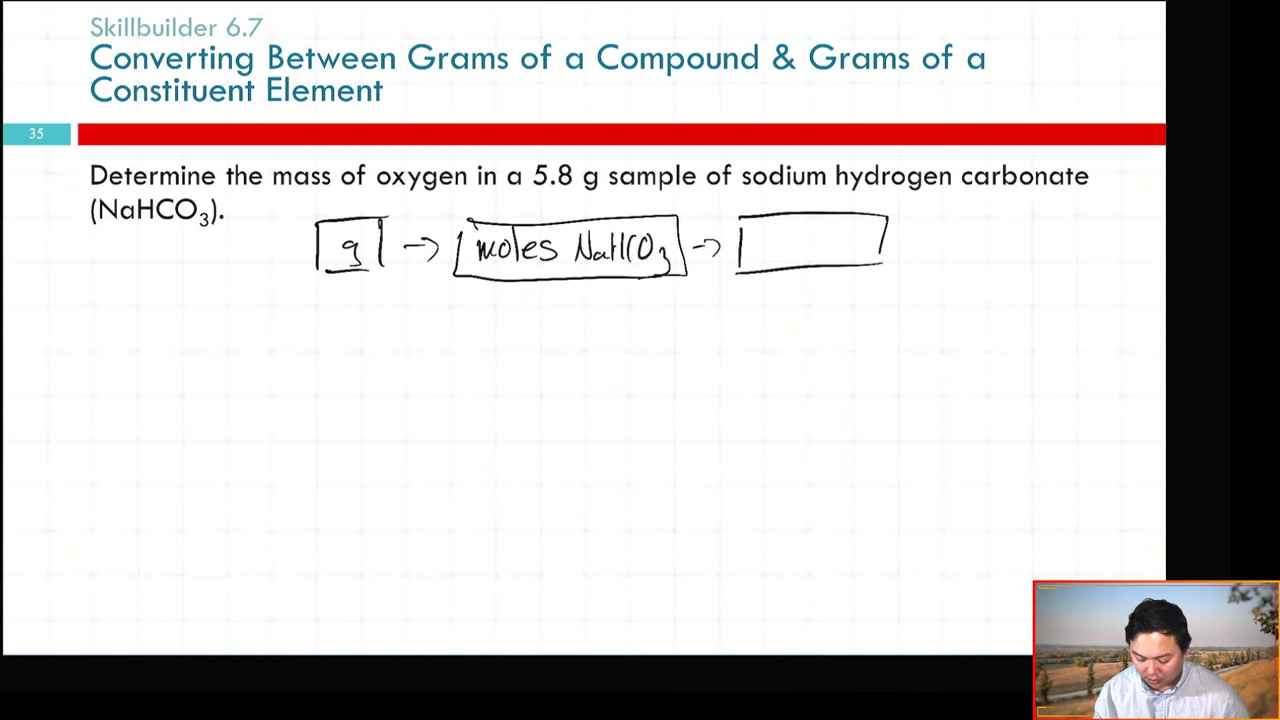 Skillbuilder 6.7
Converting Between Grams of a Compound & Grams of a
Constituent Element
35
Determine the mass of oxygen in a 5.8 g sample of sodium hydrogen carbonate
(NaHCO₃).
g → moles NaHCO₃ →